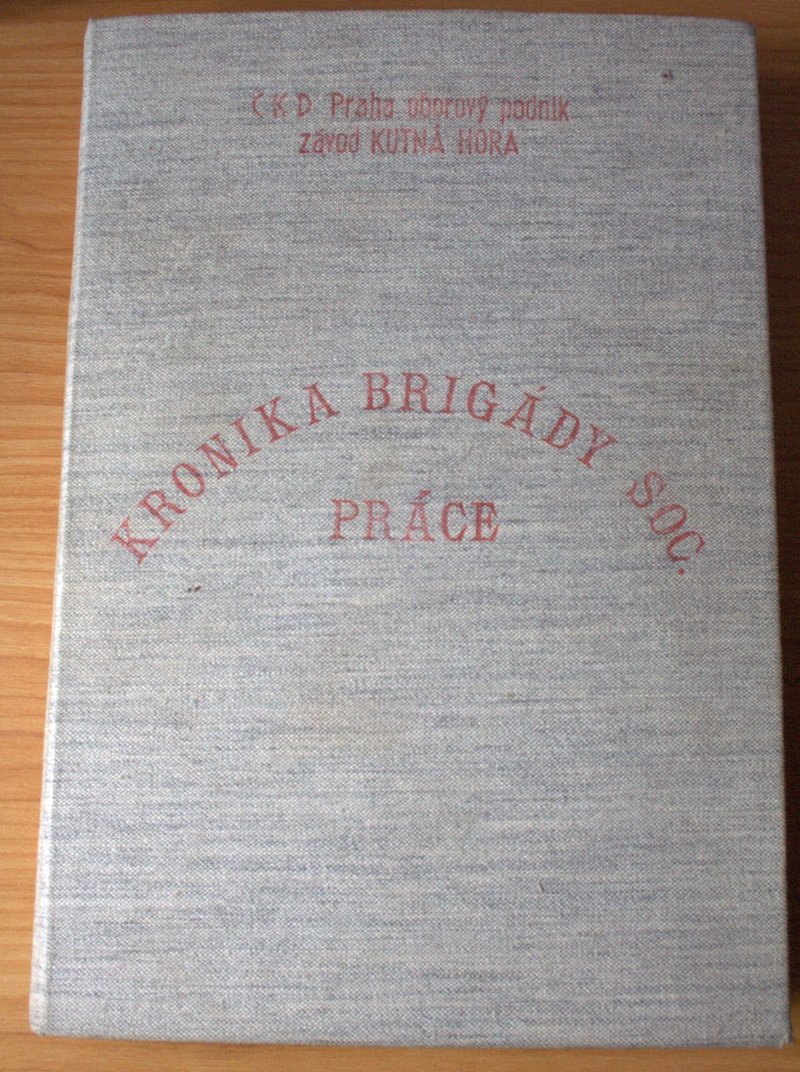 ČKD Praha oborový podnik
závod KUTNÁ HORA
KRONIKA BRIGÁDY SOC.
PRÁCE